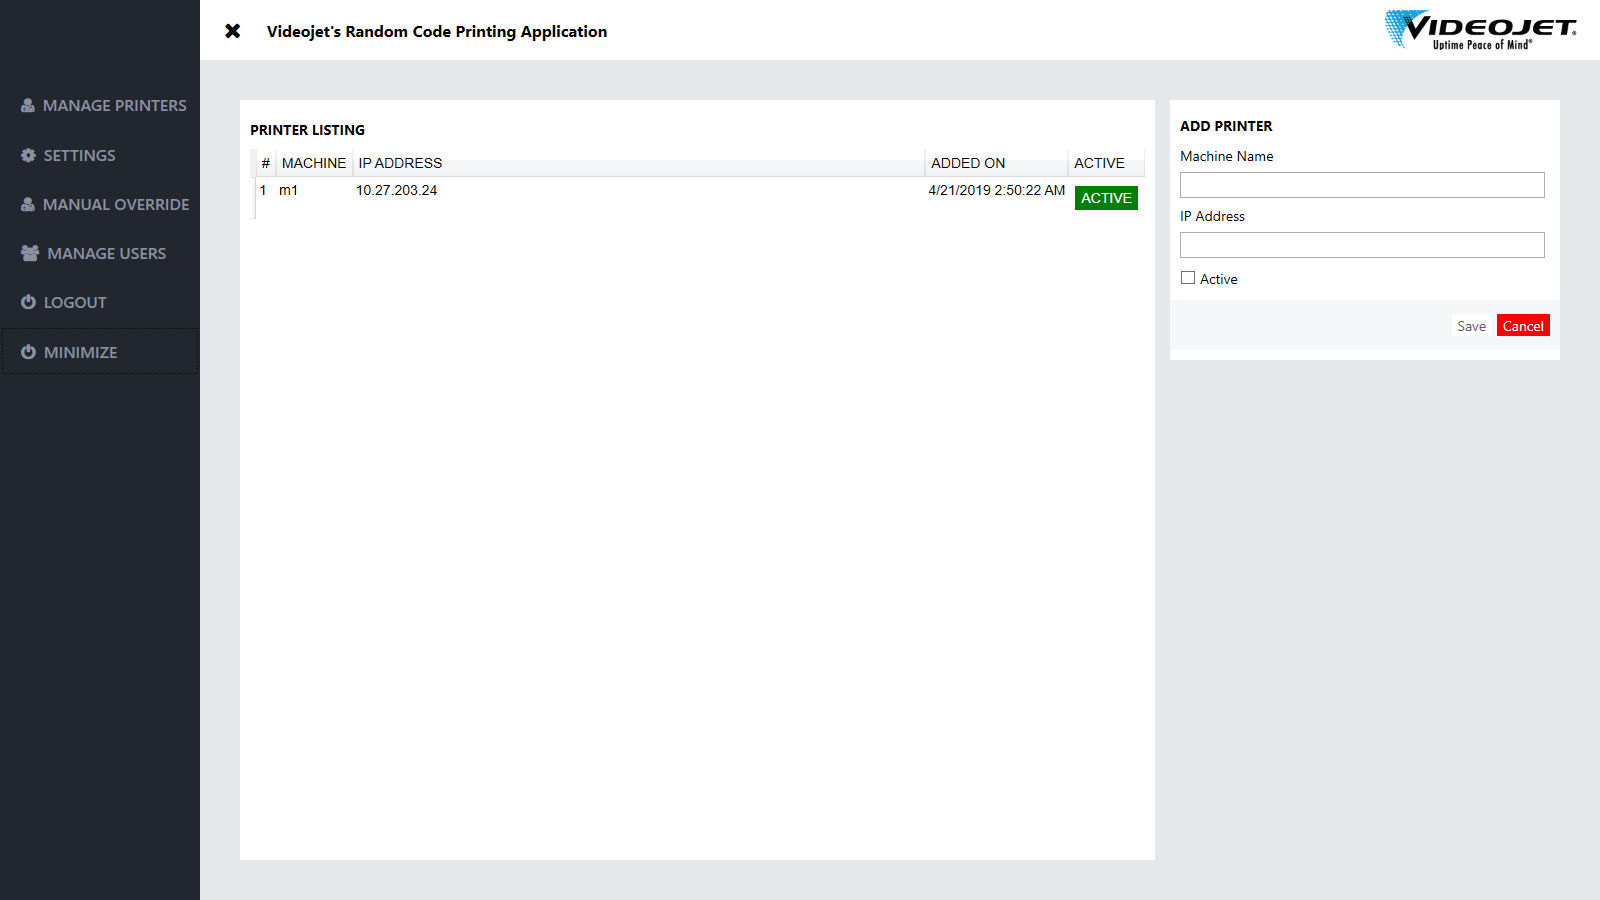 Videojet's Random Code Printing Application
VIDEOJET®
Uptime Peace of Mind®
MANAGE PRINTERS
SETTINGS
MANUAL OVERRIDE
MANAGE USERS
LOGOUT
MINIMIZE
PRINTER LISTING
# MACHINE IP ADDRESS ADDED ON ACTIVE
1 m1 10.27.203.24 4/21/2019 2:50:22 AM ACTIVE
ADD PRINTER
Machine Name
IP Address
Active
Save Cancel